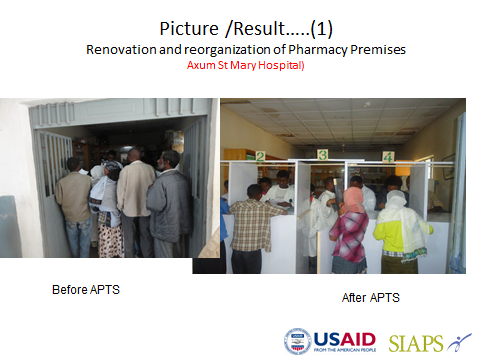 Picture /Result.....(1)
Renovation and reorganization of Pharmacy Premises
Axum St Mary Hospital)
2
3
4
Before APTS
After APTS
USAID
FROM THE AMERICAN PEOPLE
SIAPS